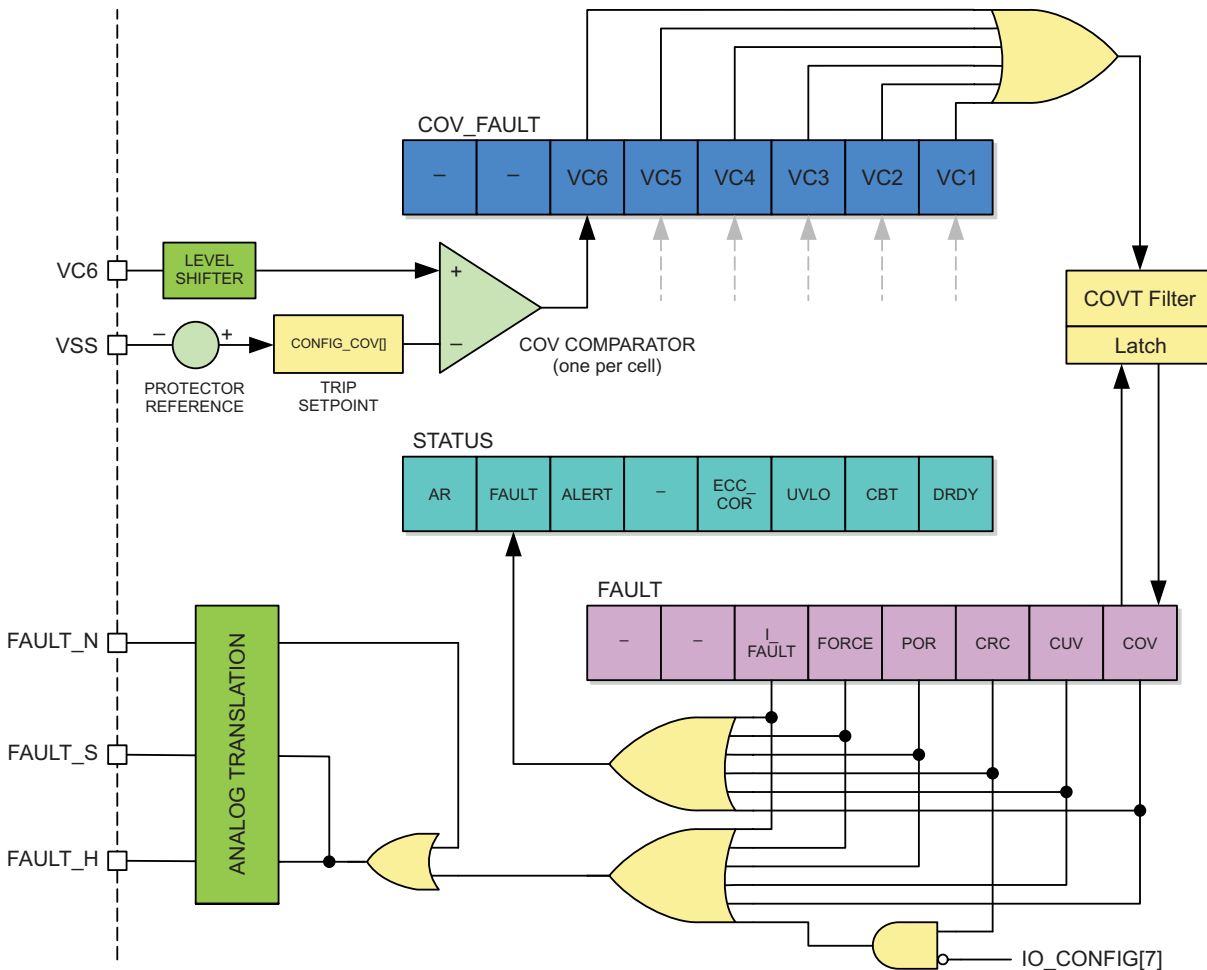 COV_FAULT
–
–
VC6
VC5
VC4
VC3
VC2
VC1
VC6
LEVEL
SHIFTER
+
–
COV COMPARATOR
(one per cell)
VSS
–
+
PROTECTOR
REFERENCE
CONFIG_COV[]
TRIP
SETPOINT
COVT Filter
Latch
STATUS
AR
FAULT
ALERT
–
ECC_
COR
UVLO
CBT
DRDY
FAULT
–
–
I_
FAULT
FORCE
POR
CRC
CUV
COV
FAULT_N
FAULT_S
FAULT_H
ANALOG TRANSLATION
IO_CONFIG[7]